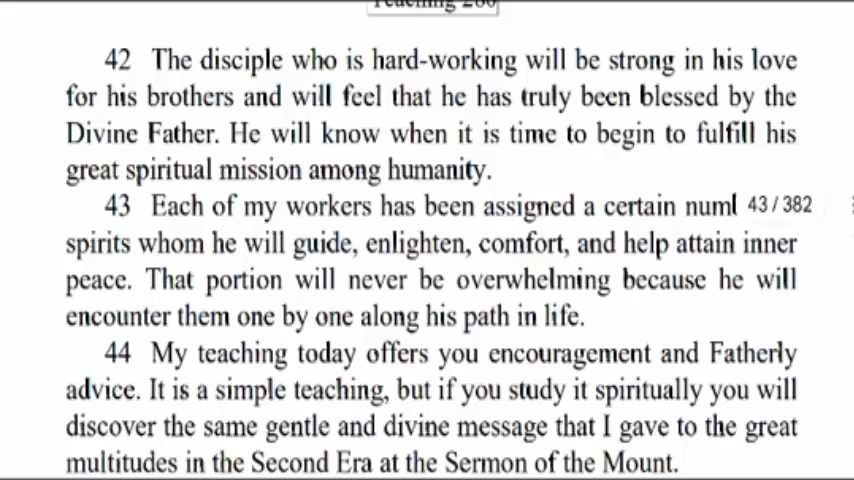 Teaching 266
42 The disciple who is hard-working will be strong in his love
for his brothers and will feel that he has truly been blessed by the
Divine Father. He will know when it is time to begin to fulfill his
great spiritual mission among humanity.
43 Each of my workers has been assigned a certain
43 / 382
spirits whom he will guide, enlighten, comfort, and help attain inner
peace. That portion will never be overwhelming because he will
encounter them one by one along his path in life.
44 My teaching today offers you encouragement and Fatherly
advice. It is a simple teaching, but if you study it spiritually you will
discover the same gentle and divine message that I gave to the great
multitudes in the Second Era at the Sermon of the Mount.